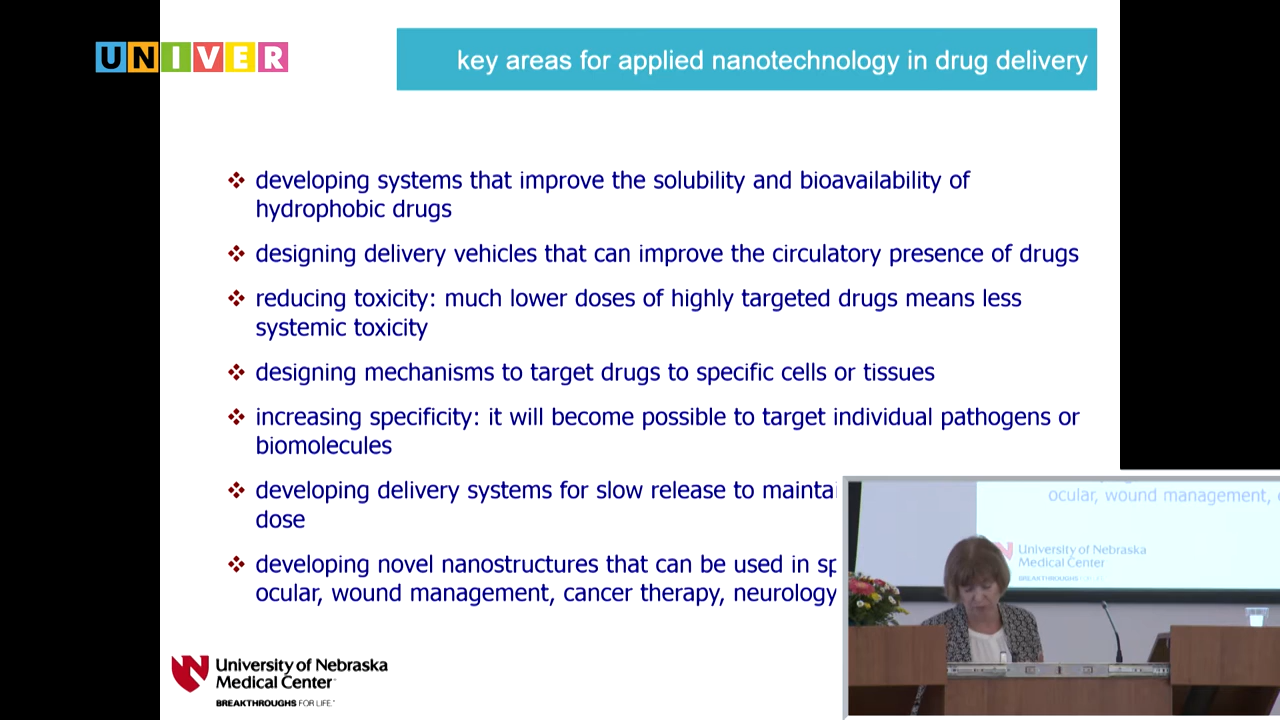 UNIVER
key areas for applied nanotechnology in drug delivery
❖ developing systems that improve the solubility and bioavailability of
hydrophobic drugs
❖ designing delivery vehicles that can improve the circulatory presence of drugs
❖ reducing toxicity: much lower doses of highly targeted drugs means less
systemic toxicity
❖ designing mechanisms to target drugs to specific cells or tissues
❖ increasing specificity: it will become possible to target individual pathogens or
biomolecules
❖ developing delivery systems for slow release to maintai
dose
❖ developing novel nanostructures that can be used in sp
ocular, wound management, cancer therapy, neurology
University of Nebraska
Medical Center
BREAKTHROUGHS FOR LIFE.
ocular, wound management,
University of Nebraska
Medical Center
BREAKTHROUGHS